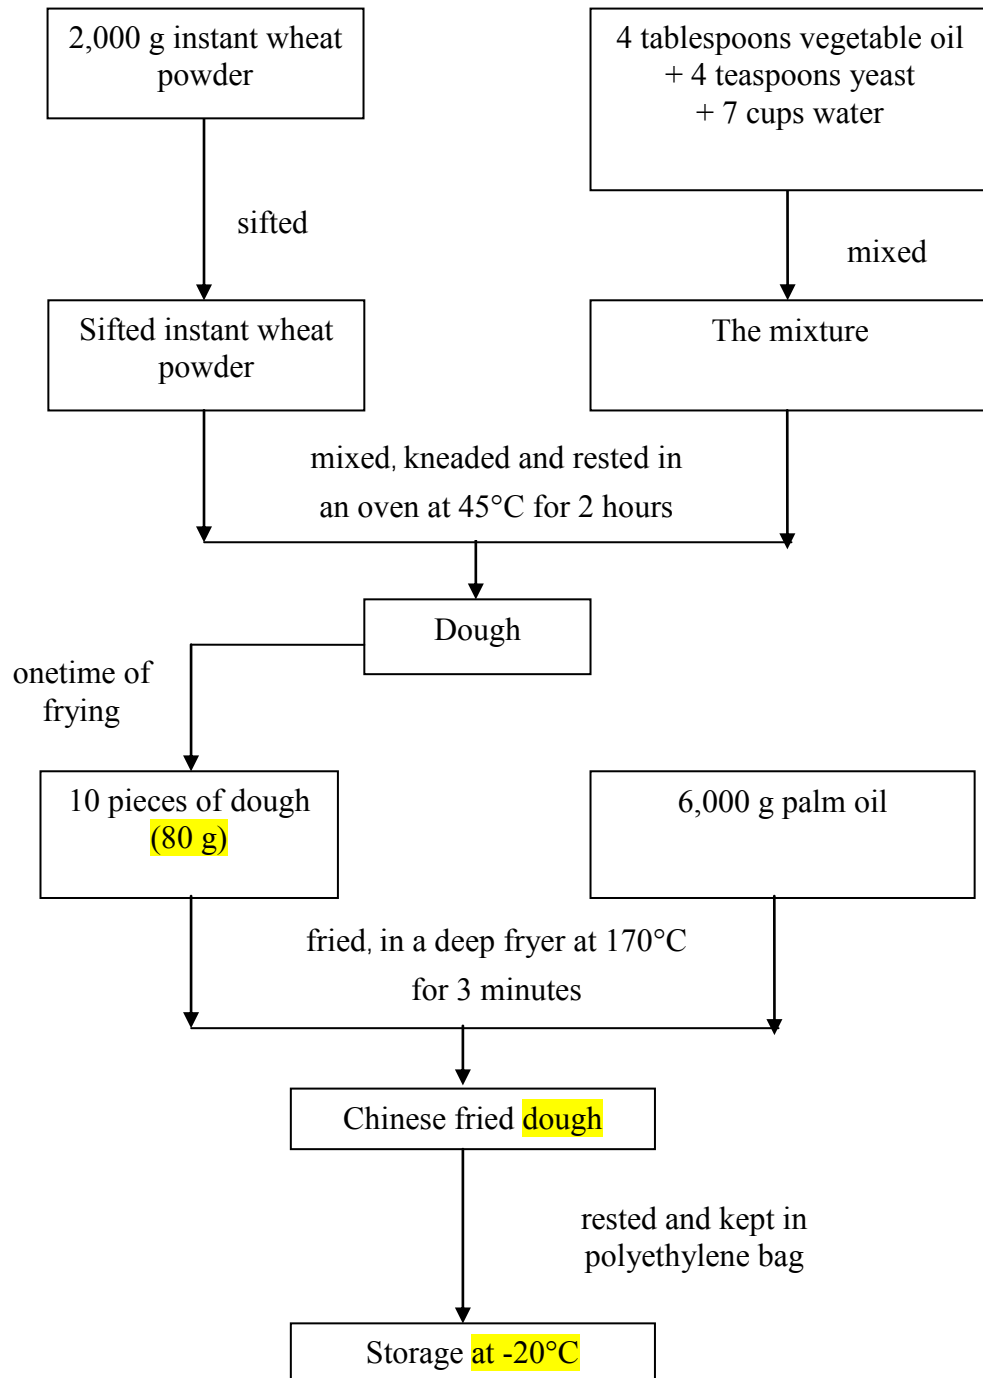 2,000 g instant wheat
powder
4 tablespoons vegetable oil
+ 4 teaspoons yeast
+ 7 cups water
sifted
mixed
Sifted instant wheat
powder
The mixture
mixed, kneaded and rested in
an oven at 45°C for 2 hours
Dough
onetime of
frying
10 pieces of dough
(80 g)
6,000 g palm oil
fried, in a deep fryer at 170°C
for 3 minutes
Chinese fried dough
rested and kept in
polyethylene bag
Storage at -20°C